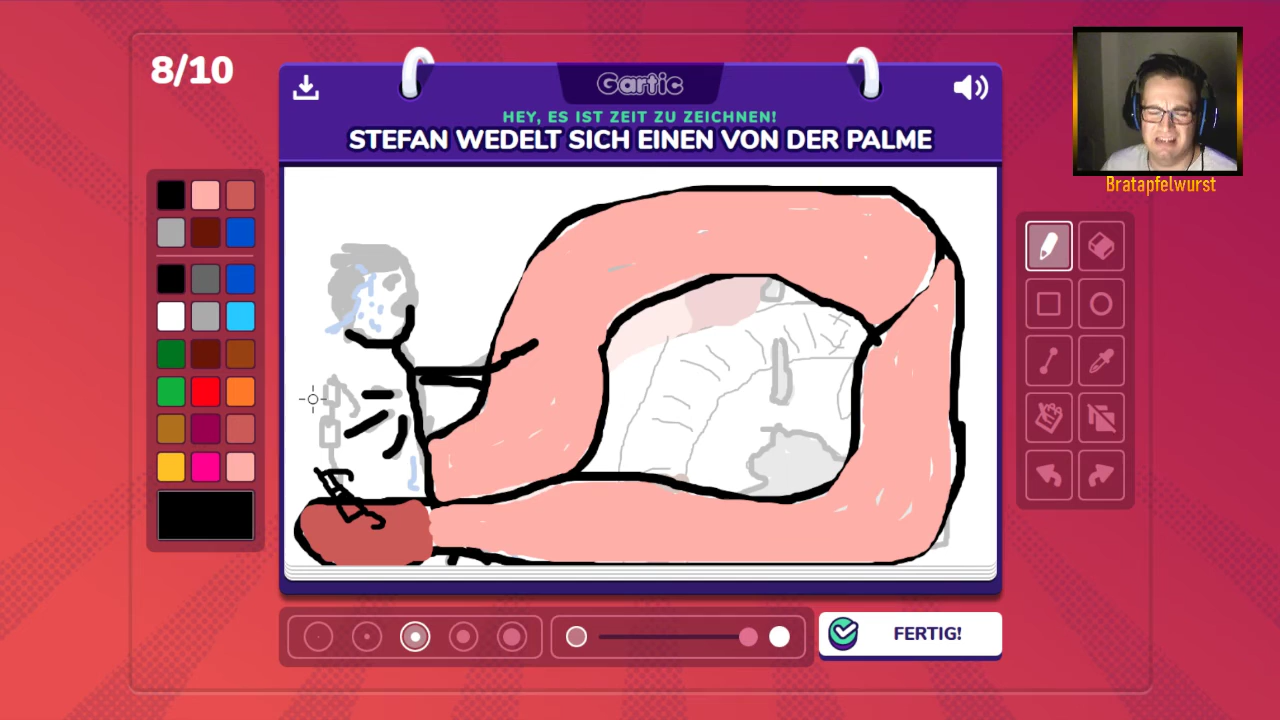 8/10
Gartic
HEY, ES IST ZEIT ZU ZEICHNEN!
STEFAN WEDELT SICH EINEN VON DER PALME
Bratapfelwurst
FERTIG!